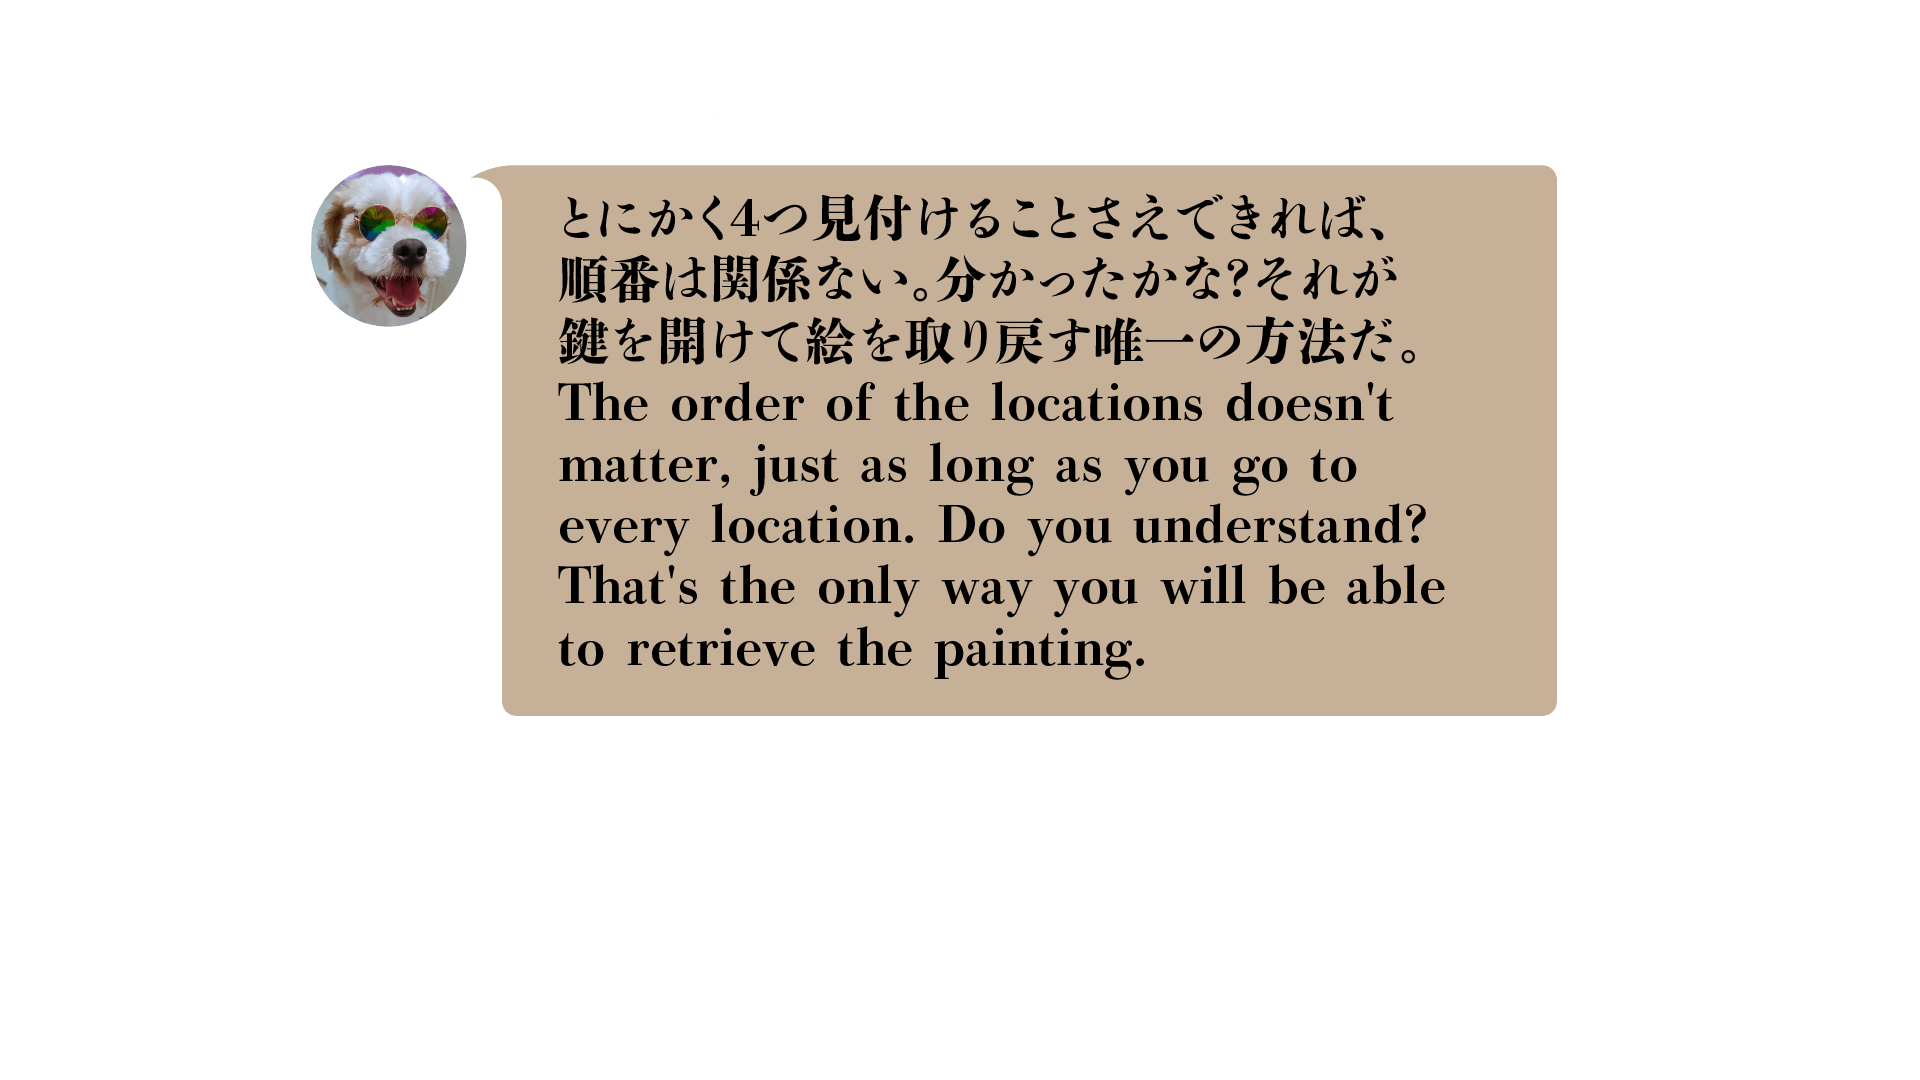 とにかく4つ見付けることさえできれば、
順番は関係ない。分かったかな?それが
鍵を開けて絵を取り戻す唯一の方法だ。
The order of the locations doesn't
matter, just as long as you go to
every location. Do you understand?
That's the only way you will be able
to retrieve the painting.